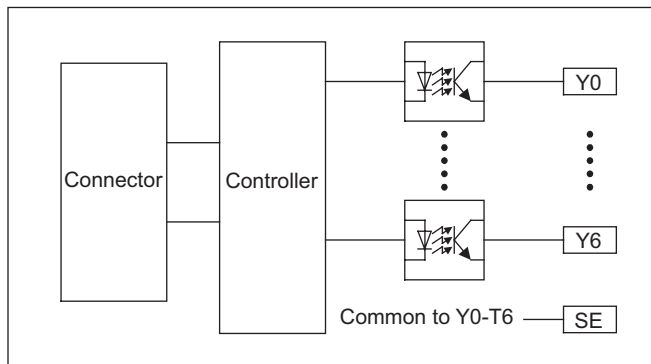 Y0
Connector
Controller
Y6
Common to Y0-T6
SE